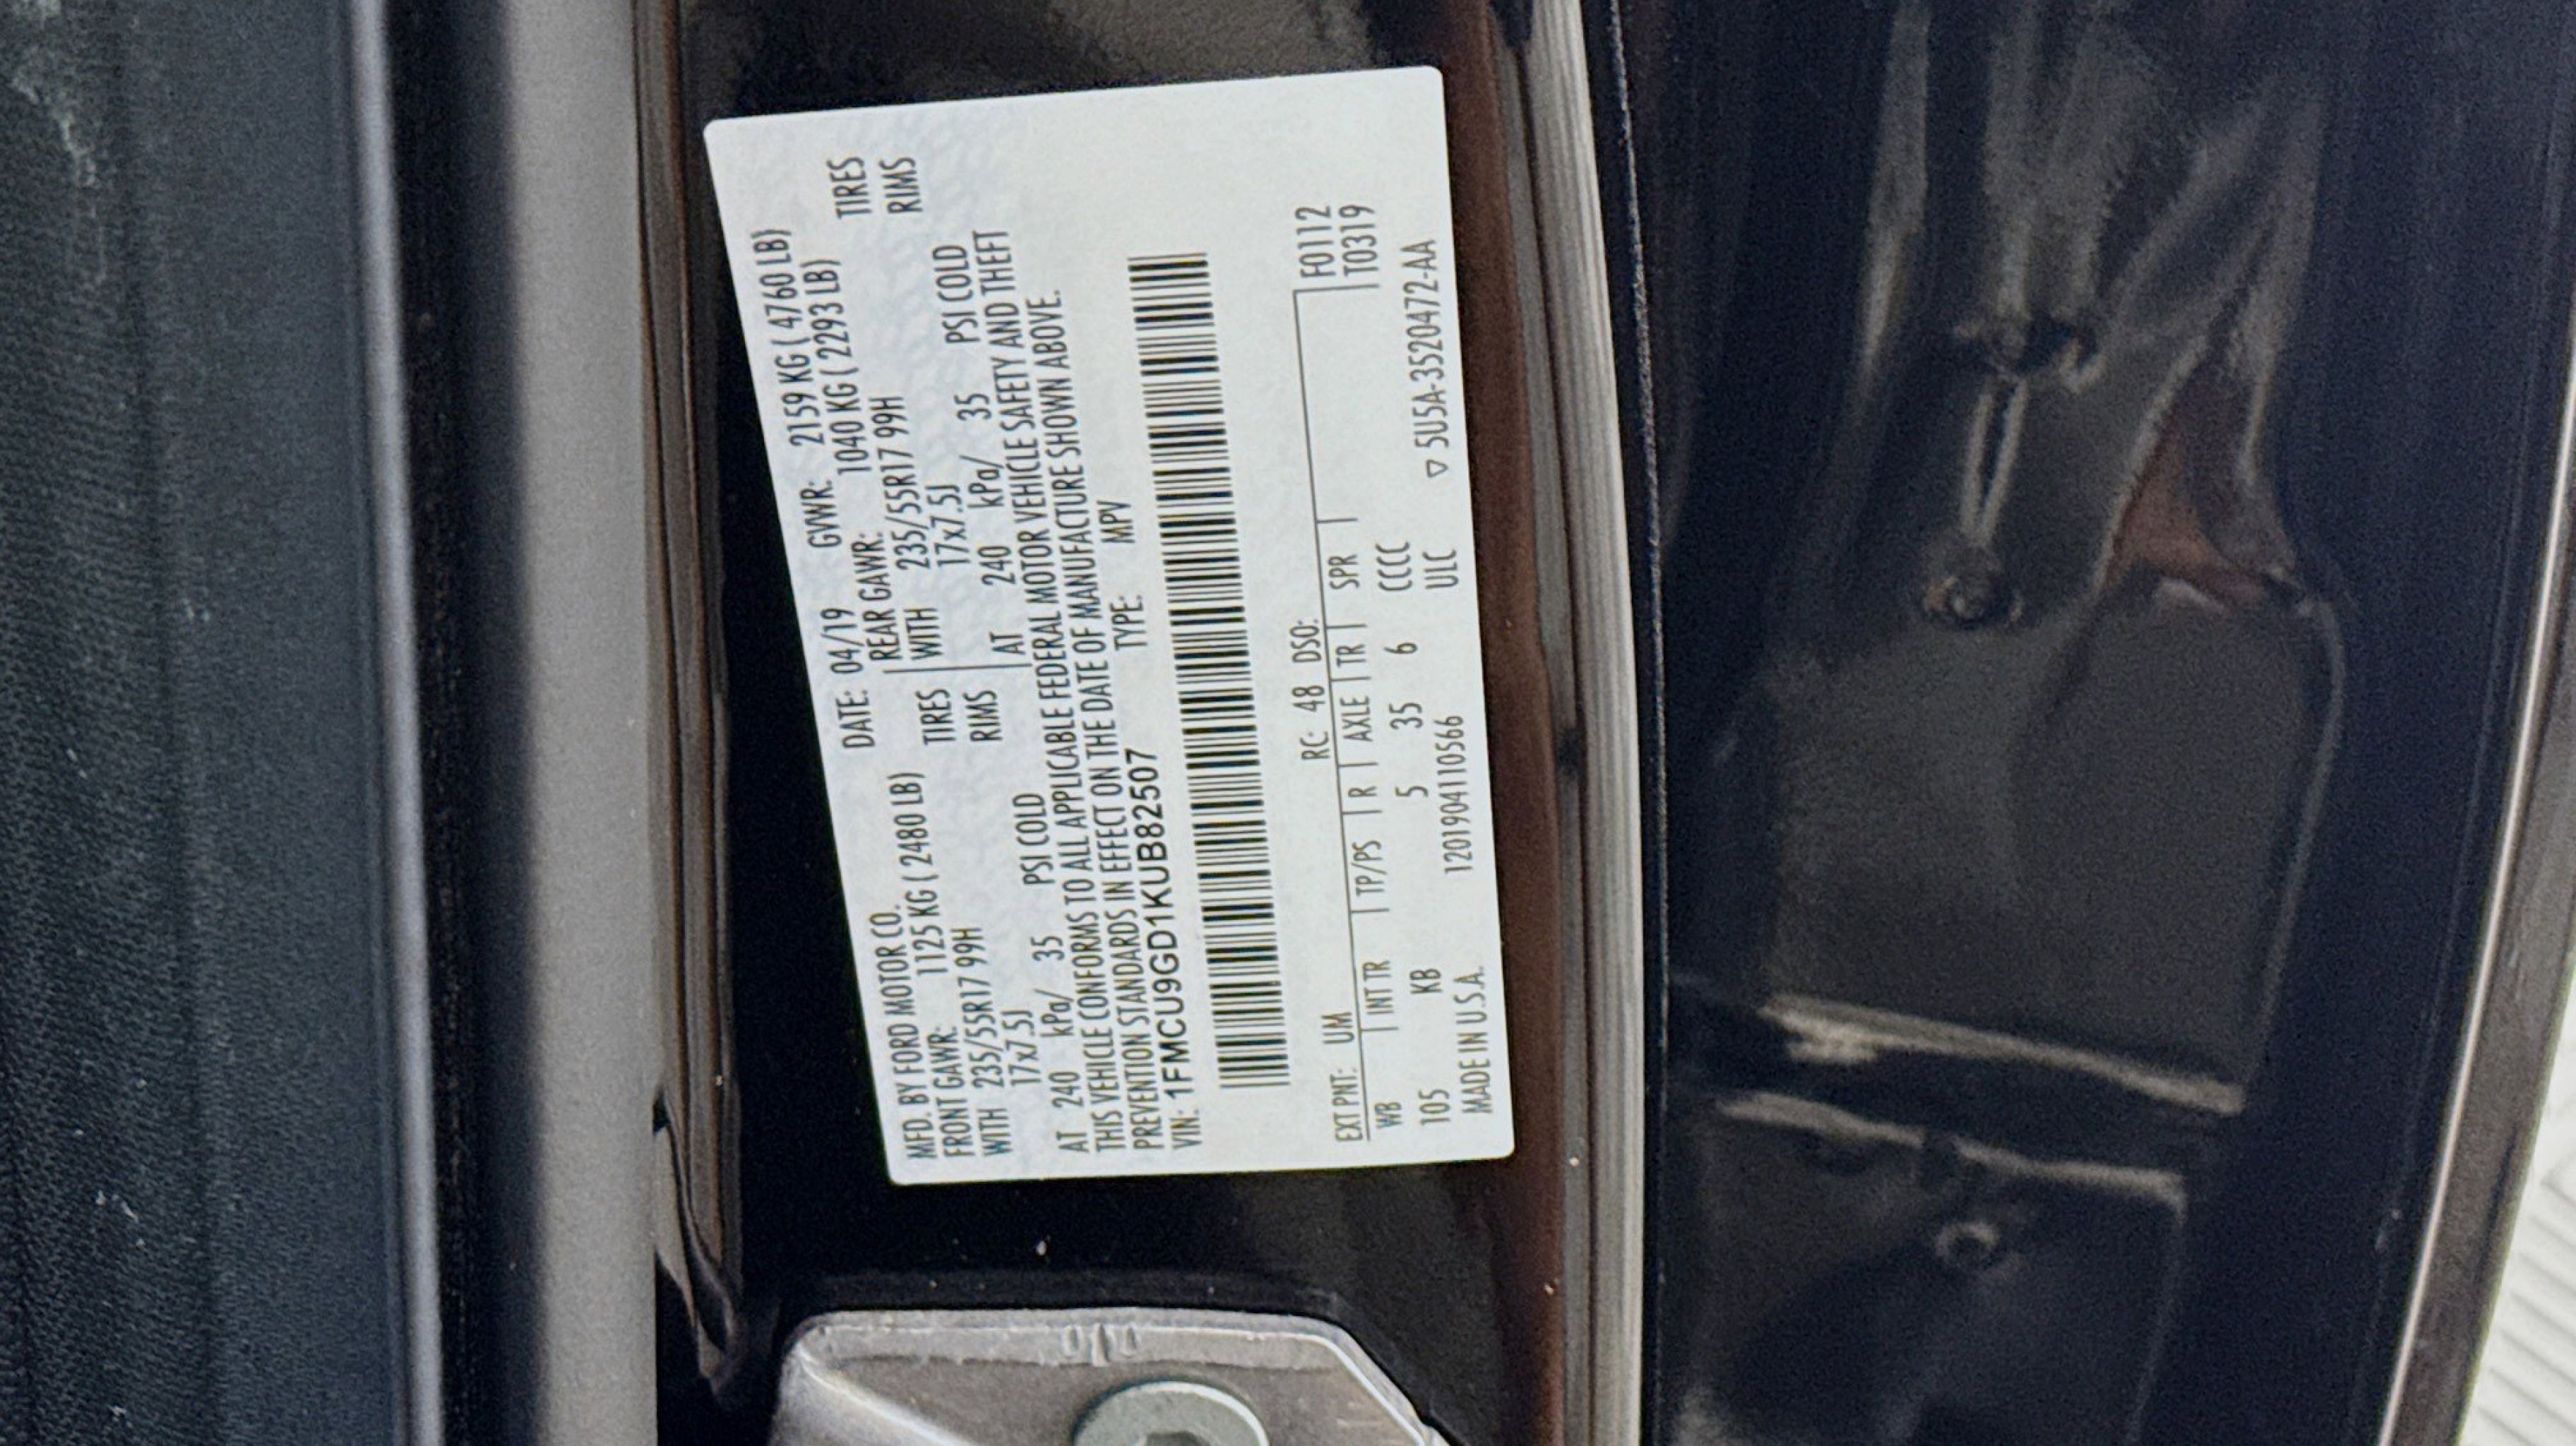 MFD. BY FORD MOTOR CO. DATE: 04/19 GVWR: 2159 KG ( 4760 LB)
FRONT GAWR: 1125 KG ( 2480 LB) REAR GAWR: 1040 KG ( 2293 LB)
WITH 235/55R17 99H TIRES WITH 235/55R17 99H TIRES
17x7.5J RIMS 17x7.5J RIMS
AT 240 kPa/ 35 PSI COLD AT 240 kPa/ 35 PSI COLD
THIS VEHICLE CONFORMS TO ALL APPLICABLE FEDERAL MOTOR VEHICLE SAFETY AND THEFT
PREVENTION STANDARDS IN EFFECT ON THE DATE OF MANUFACTURE SHOWN ABOVE.
VIN: 1FMCU9GD1KUB82507 TYPE: MPV
EXT PNT: UM RC: 48 DSO: F0112
WB INT TR TP/PS R AXLE TR SPR T0319
105 KB 5 35 6 CCCC
MADE IN U.S.A. 120190411056​6 ULC ▽ 5U5A-3520472-AA